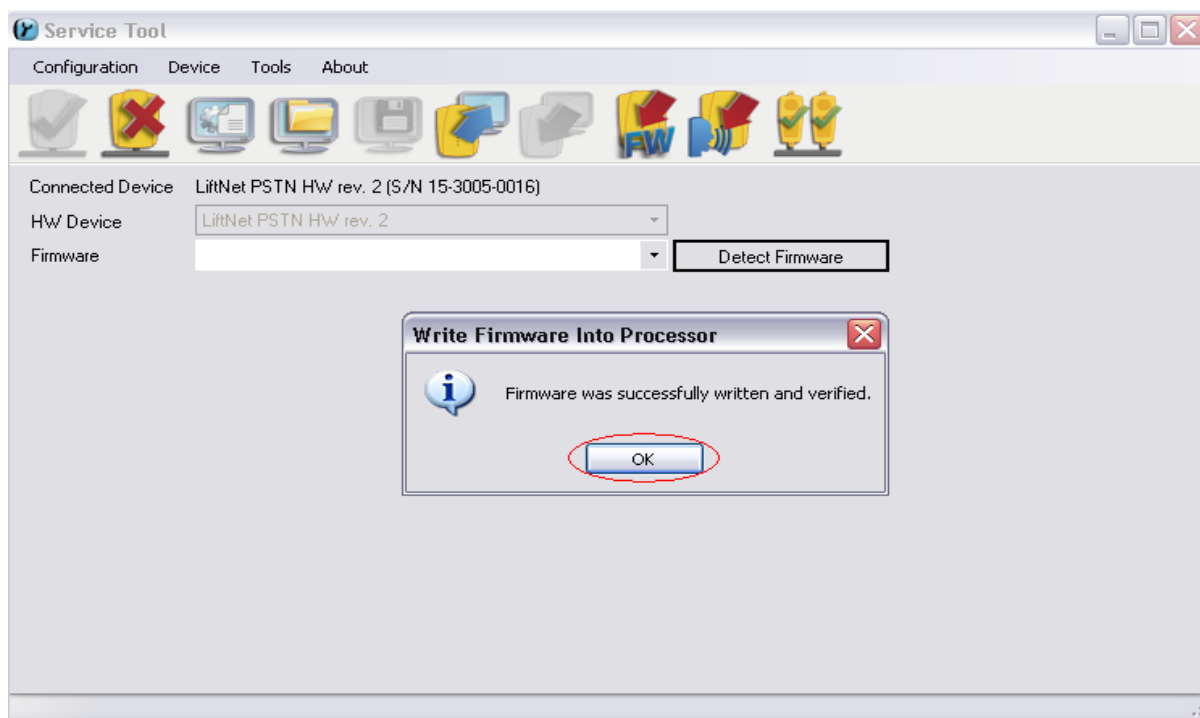 Service Tool
Configuration Device Tools About
FW
Connected Device LiftNet PSTN HW rev. 2 (S/N 15-3005-0016)
HW Device LiftNet PSTN HW rev. 2
Firmware Detect Firmware
Write Firmware Into Processor
Firmware was successfully written and verified.
OK